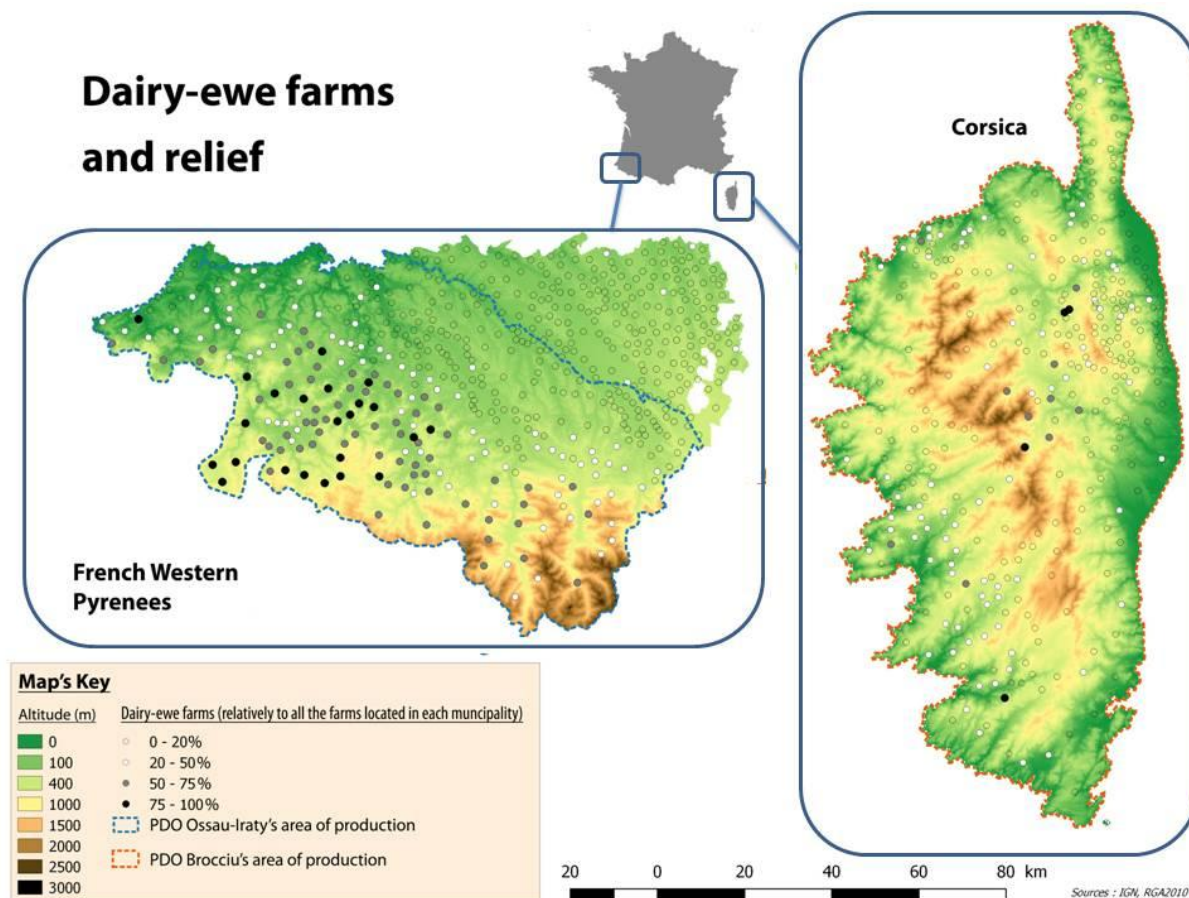 Dairy-ewe farms
and relief
Corsica
French Western
Pyrenees
Map's Key
Altitude (m)
0
100
400
1000
1500
2000
2500
3000
Dairy-ewe farms (relatively to all the farms located in each muncipality)
0 - 20%
20 - 50%
50 - 75%
75 - 100%
PDO Ossau-Iraty's area of production
PDO Brocciu's area of production
20 0 20 40 60 80 km
Sources : IGN, RGA2010